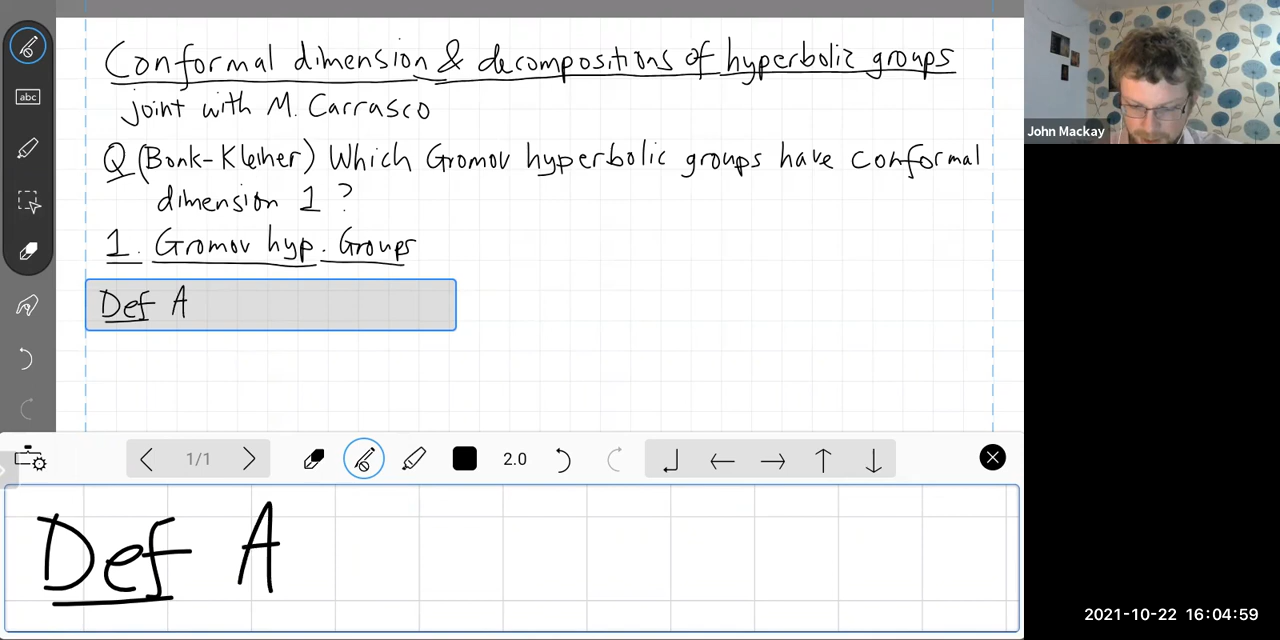 Conformal dimension & decompositions of hyperbolic groups
joint with M. Carrasco
Q (Bonk-Kleiner) Which Gromov hyperbolic groups have conformal
dimension 1 ?
1. Gromov hyp. Groups
Def A
abc
John Mackay
1/1
2.0
Def A
2021-10-22 16:04:59